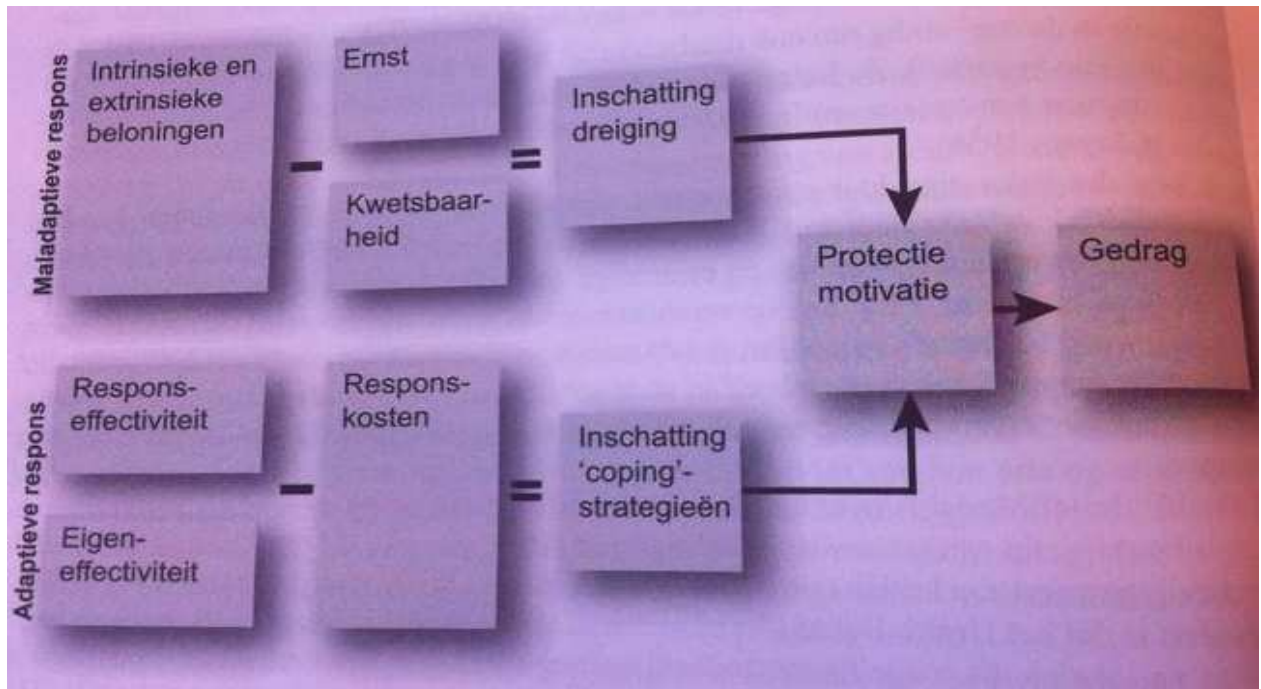 Maladaptieve respons
Intrinsieke en
extrinsieke
beloningen
–
Ernst
Kwetsbaar-
heid
=
Inschatting
dreiging
Protectie
motivatie
Gedrag
Adaptieve respons
Respons-
effectiviteit
Eigen-
effectiviteit
–
Respons-
kosten
=
Inschatting
‘coping’-
strategieën